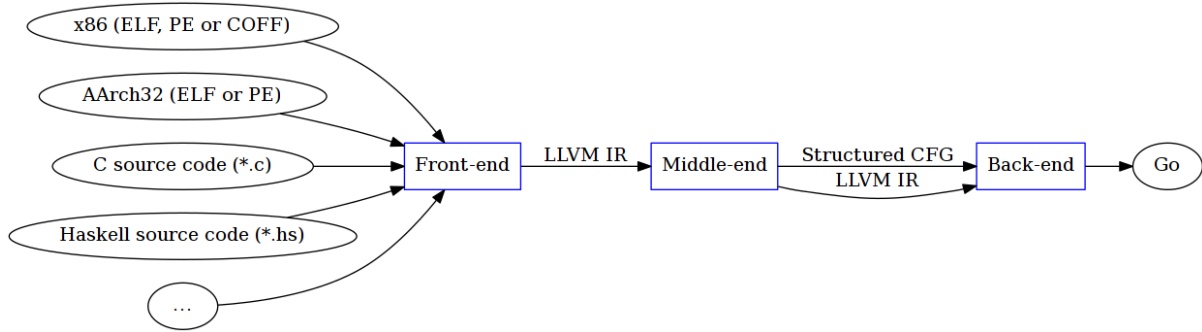 x86 (ELF, PE or COFF)
AArch32 (ELF or PE)
C source code (*.c)
Haskell source code (*.hs)
...
Front-end
LLVM IR
Middle-end
Structured CFG
LLVM IR
Back-end
Go